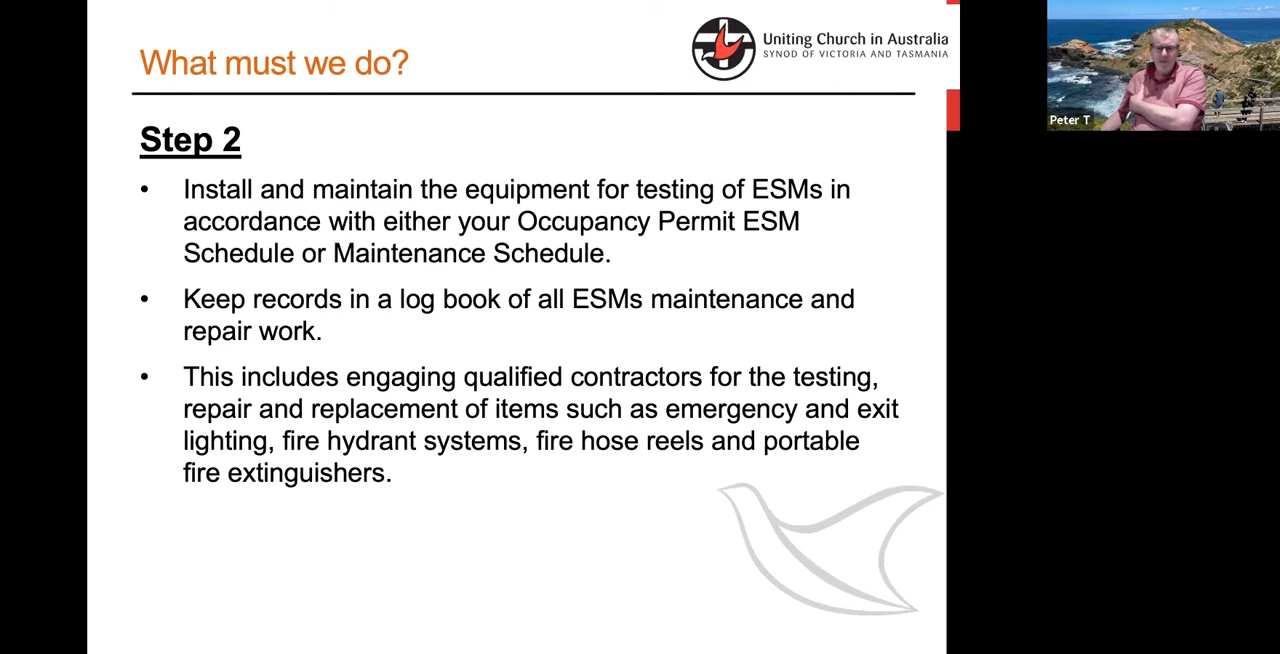 What must we do?
Uniting Church in Australia
SYNOD OF VICTORIA AND TASMANIA
Step 2
• Install and maintain the equipment for testing of ESMs in
accordance with either your Occupancy Permit ESM
Schedule or Maintenance Schedule.
• Keep records in a log book of all ESMs maintenance and
repair work.
• This includes engaging qualified contractors for the testing,
repair and replacement of items such as emergency and exit
lighting, fire hydrant systems, fire hose reels and portable
fire extinguishers.
Peter T